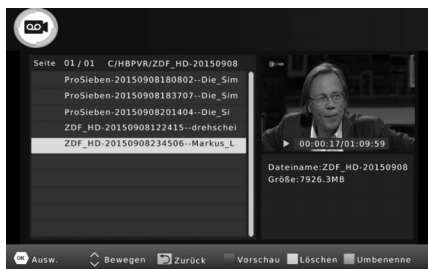 Seite 01/01 C/HBPVR/ZDF_HD-20150908
ProSieben-20150908180802--Die_Sim
ProSieben-20150908183707--Die_Sim
ProSieben-20150908201404--Die_Si
ZDF_HD-20150908122415--drehschei
ZDF_HD-20150908234506--Markus_L
00:00:17/01:09:59
Dateiname:ZDF_HD-20150908
Größe:7926.3MB
OK Ausw. Bewegen Zurück Vorschau Löschen Umbenenne